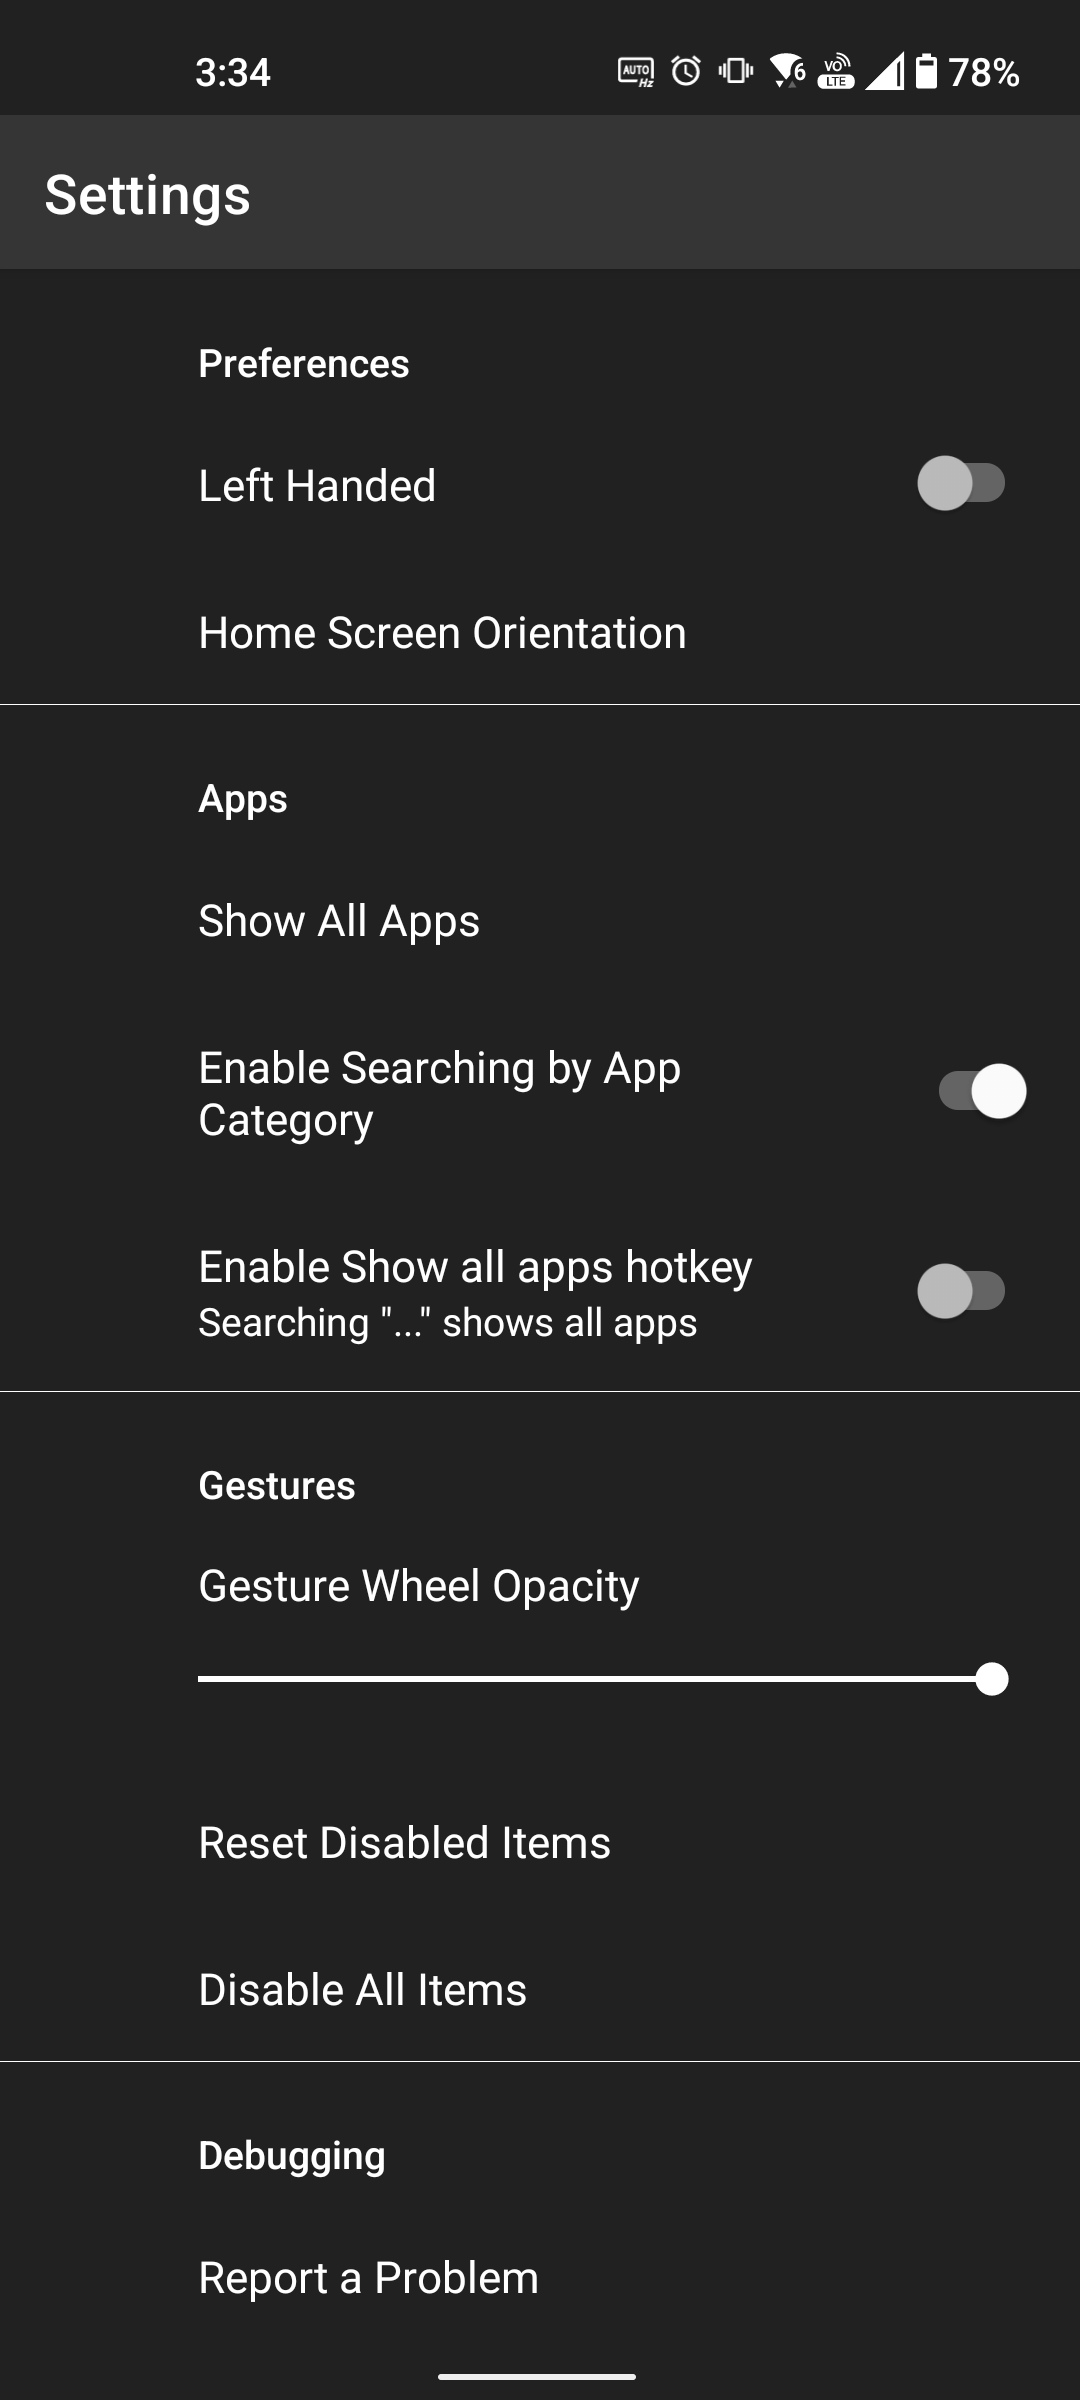 3:34
AUTO
Hz
6
VO
LTE
78%
Settings
Preferences
Left Handed
Home Screen Orientation
Apps
Show All Apps
Enable Searching by App
Category
Enable Show all apps hotkey
Searching "..." shows all apps
Gestures
Gesture Wheel Opacity
Reset Disabled Items
Disable All Items
Debugging
Report a Problem